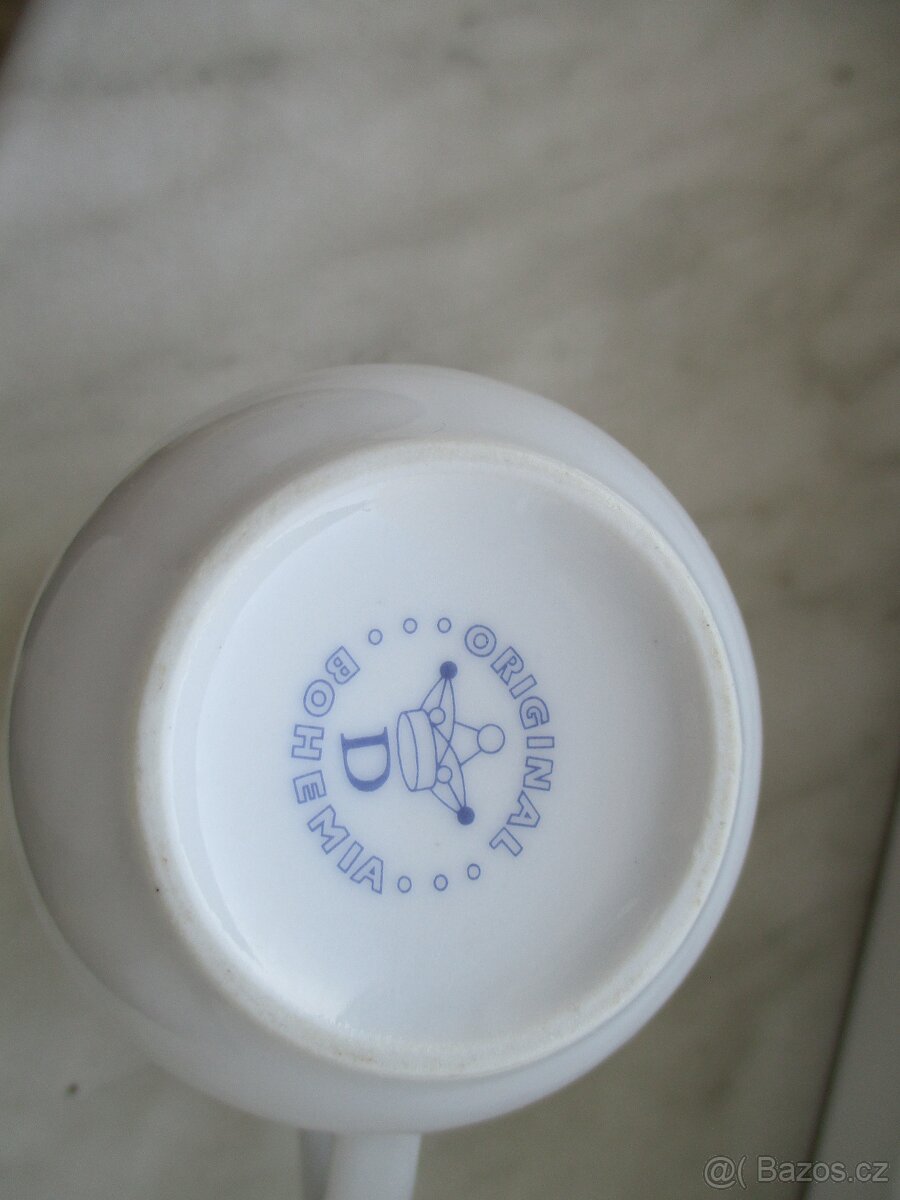 ORIGINAL
D
BOHEMIA
@( Bazos.cz